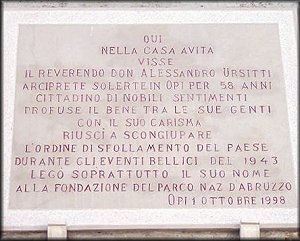 QUI
NELLA CASA AVITA
VISSE
IL REVERENDO DON ALESSANDRO URSITTI
ARCIPRETE SOLERTE IN OPI PER 58 ANNI
CITTADINO DI NOBILI SENTIMENTI
PROFUSE IL BENE TRA LE SUE GENTI
CON IL SUO CARISMA
RIUSCÌ A SCONGIUPARE
L'ORDINE DI SFOLLAMENTO DEL PAESE
DURANTE GLI EVENTI BELLICI DEL 1943
LEGO SOPRATTUTTO IL SUO NOME
ALLA FONDAZIONE DEL PARCO NAZ D'ABRUZZO
OPI 1 OTTOBRE 1998